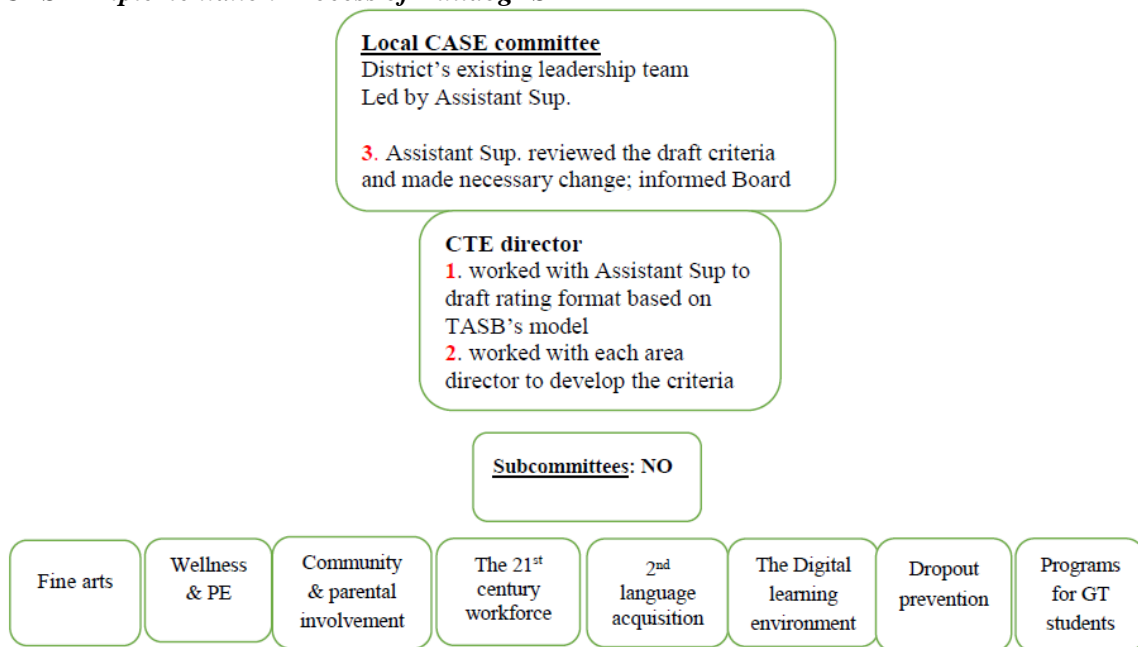 Implementation Process of
Local CASE committee
District's existing leadership team
Led by Assistant Sup.
3. Assistant Sup. reviewed the draft criteria
and made necessary change; informed Board
CTE director
1. worked with Assistant Sup to
draft rating format based on
TASB's model
2. worked with each area
director to develop the criteria
Subcommittees: NO
Fine arts
Wellness
& PE
Community
& parental
involvement
The 21st
century
workforce
2nd
language
acquisition
The Digital
learning
environment
Dropout
prevention
Programs
for GT
students